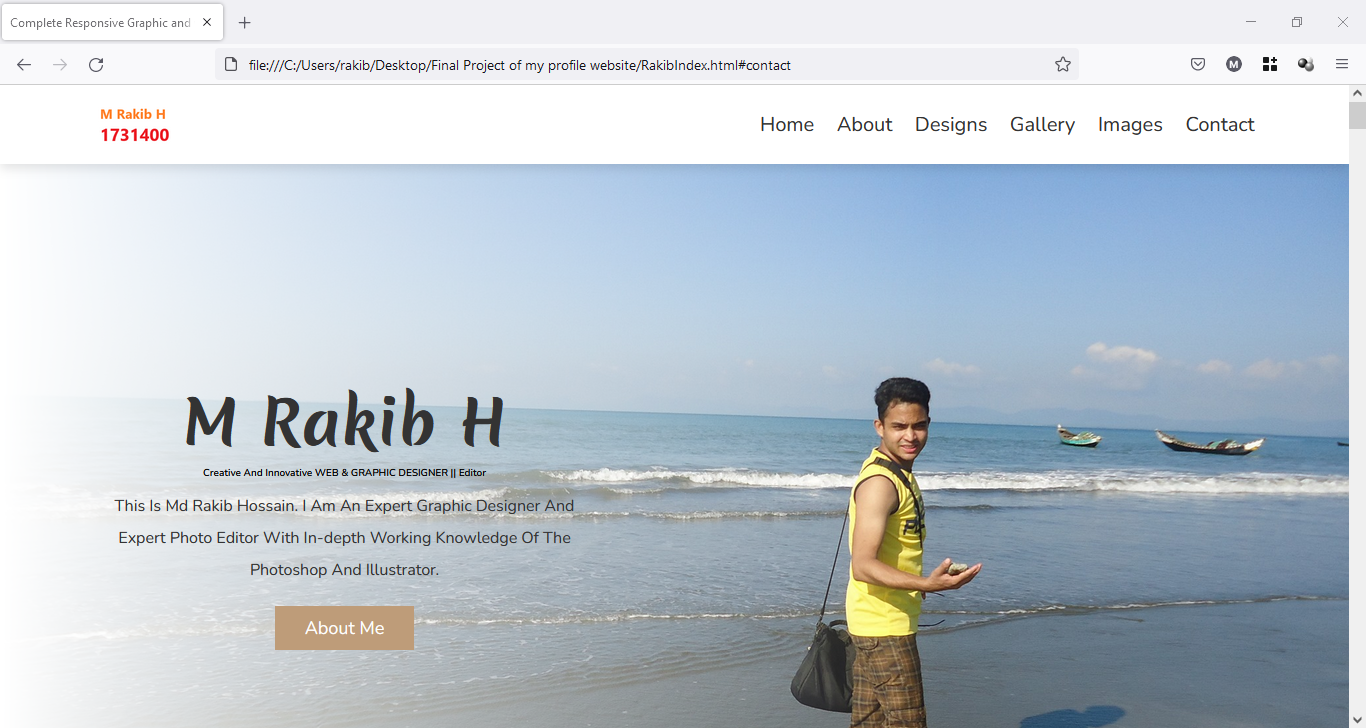 Complete Responsive Graphic and
file:///C:/Users/rakib/Desktop/Final Project of my profile website/RakibIndex.html#contact
M
M Rakib H
1731400
Home About Designs Gallery Images Contact
M Rakib H
Creative And Innovative WEB & GRAPHIC DESIGNER || Editor
This Is Md Rakib Hossain. I Am An Expert Graphic Designer And
Expert Photo Editor With In-depth Working Knowledge Of The
Photoshop And Illustrator.
About Me